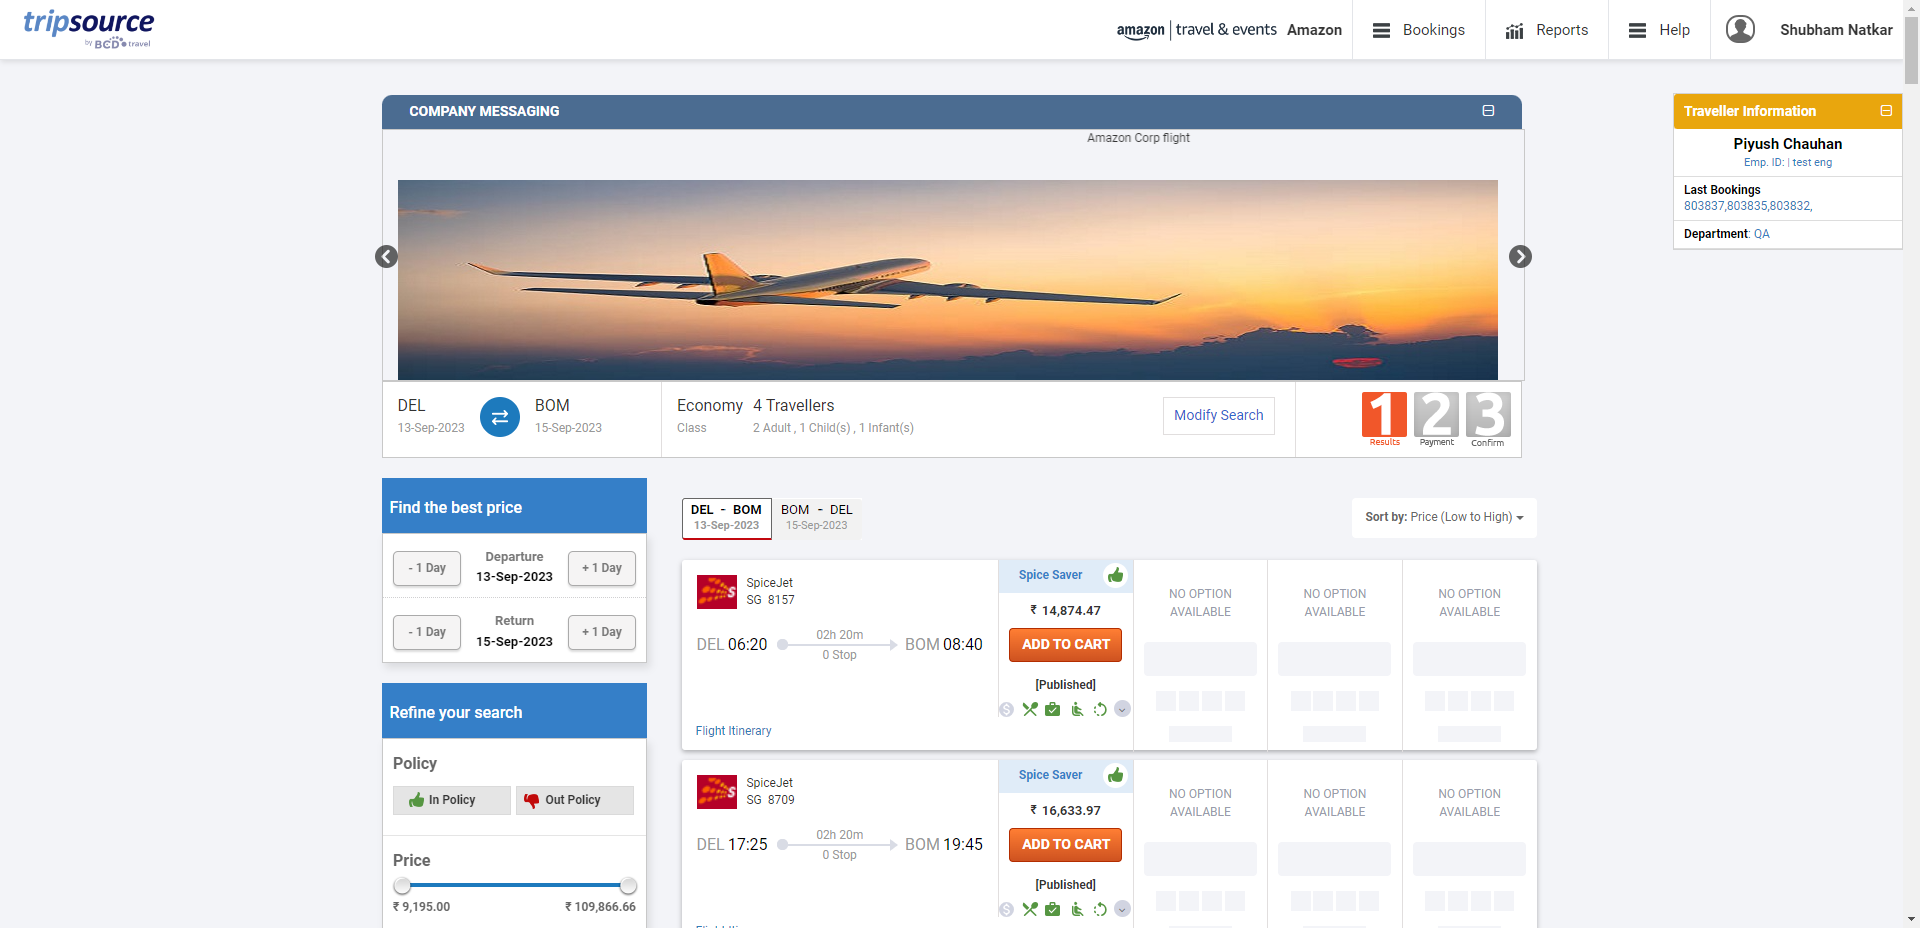 tripsource
by BCD travel
amazon travel & events Amazon
Bookings
Reports
Help
Shubham Natkar
COMPANY MESSAGING
Amazon Corp flight
Traveller Information
Piyush Chauhan
Emp. ID: | test eng
Last Bookings
803837,803835,803832,
Department: QA
DEL
13-Sep-2023
BOM
15-Sep-2023
Economy
Class
4 Travellers
2 Adult , 1 Child(s) , 1 Infant(s)
Modify Search
1 2 3
Results Payment Confirm
Find the best price
- 1 Day
Departure
13-Sep-2023
+ 1 Day
- 1 Day
Return
15-Sep-2023
+ 1 Day
Refine your search
Policy
In Policy
Out Policy
Price
₹ 9,195.00
₹ 109,866.66
DEL - BOM
13-Sep-2023
BOM - DEL
15-Sep-2023
Sort by: Price (Low to High)
SpiceJet
SG 8157
DEL 06:20
02h 20m
0 Stop
BOM 08:40
Flight Itinerary
Spice Saver
₹ 14,874.47
ADD TO CART
[Published]
NO OPTION
AVAILABLE
NO OPTION
AVAILABLE
NO OPTION
AVAILABLE
SpiceJet
SG 8709
DEL 17:25
02h 20m
0 Stop
BOM 19:45
Spice Saver
₹ 16,633.97
ADD TO CART
[Published]
NO OPTION
AVAILABLE
NO OPTION
AVAILABLE
NO OPTION
AVAILABLE